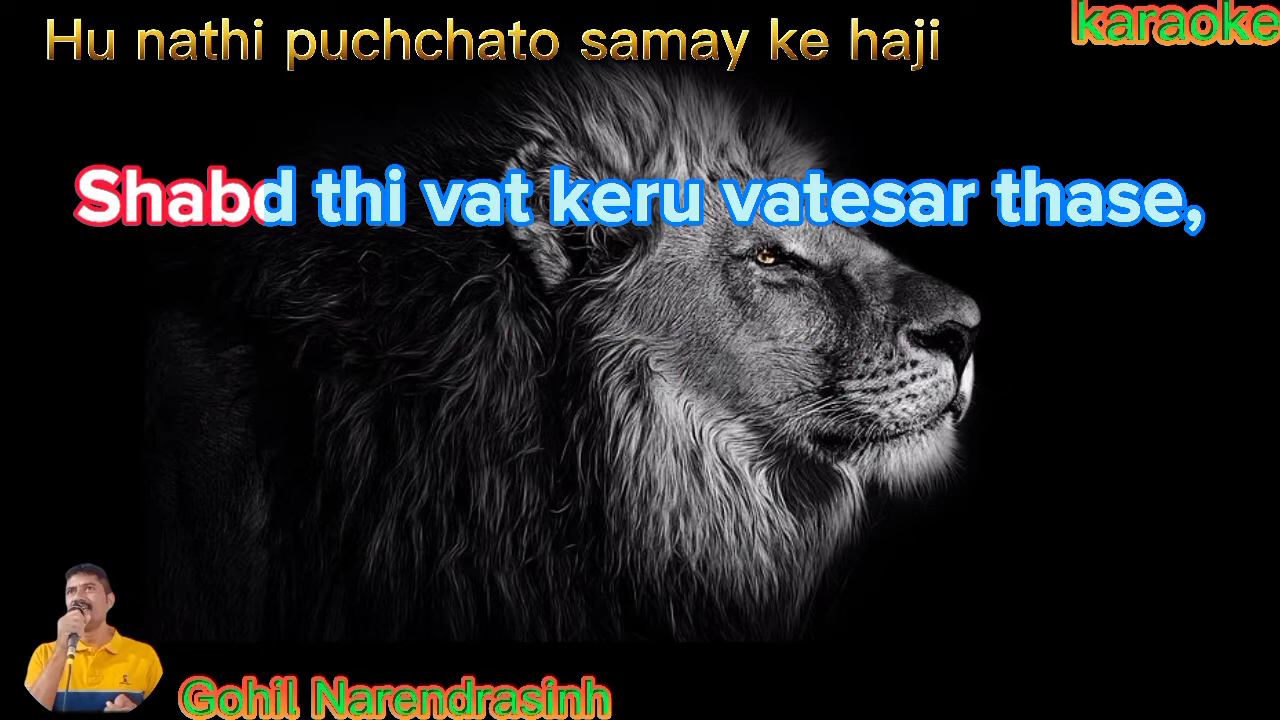 Hu nathi puchchato samay ke haji
karaoke
Shabd thi vat keru vatesar thase,
Gohil Narendrasinh